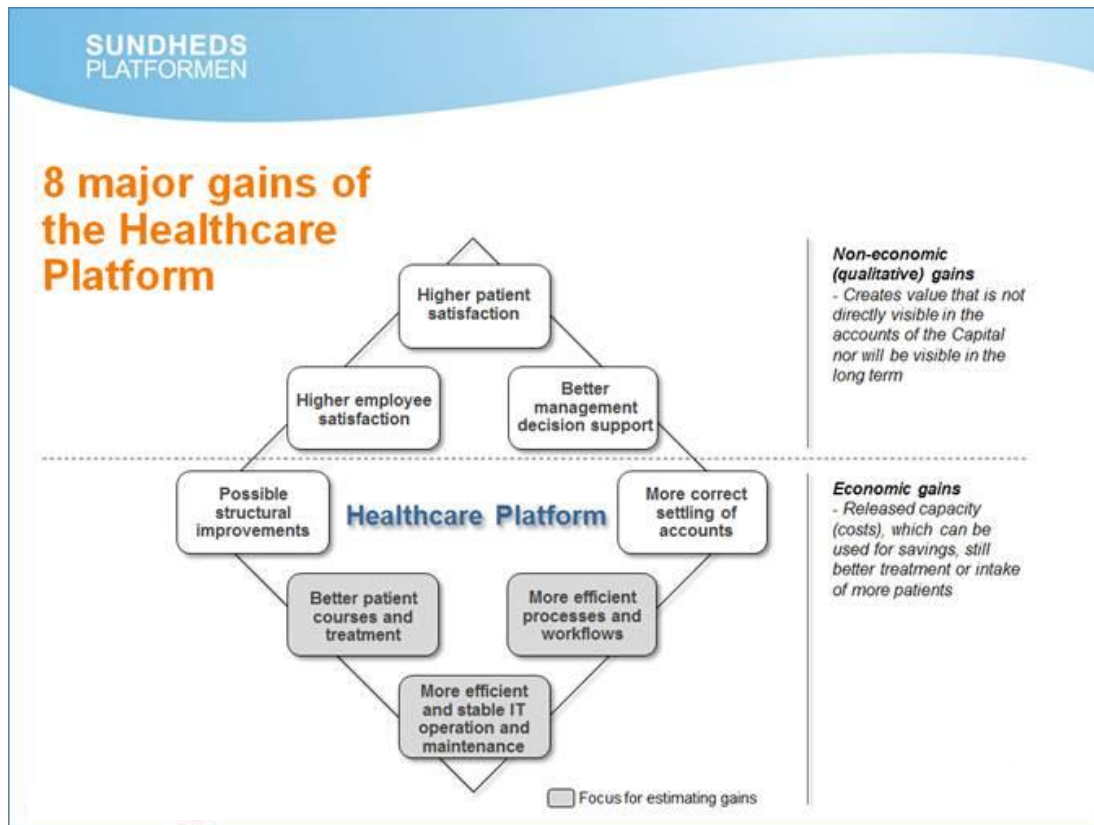 SUNDHEDS
PLATFORMEN
8 major gains of
the Healthcare
Platform
Higher patient
satisfaction
Higher employee
satisfaction
Better
management
decision support
Non-economic
(qualitative) gains
- Creates value that is not
directly visible in the
accounts of the Capital
nor will be visible in the
long term
Possible
structural
improvements
Healthcare Platform
More correct
settling of
accounts
Better patient
courses and
treatment
More efficient
processes and
workflows
More efficient
and stable IT
operation and
maintenance
Economic gains
- Released capacity
(costs), which can be
used for savings, still
better treatment or intake
of more patients
Focus for estimating gains